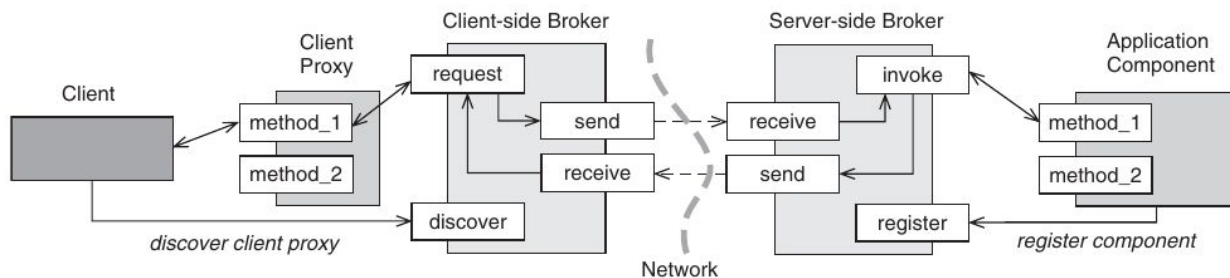 Client-side Broker
Server-side Broker
Client
Proxy
Application
Component
Client
request
invoke
method_1
send
receive
method_1
method_2
receive
send
method_2
discover
register
discover client proxy
register component
Network